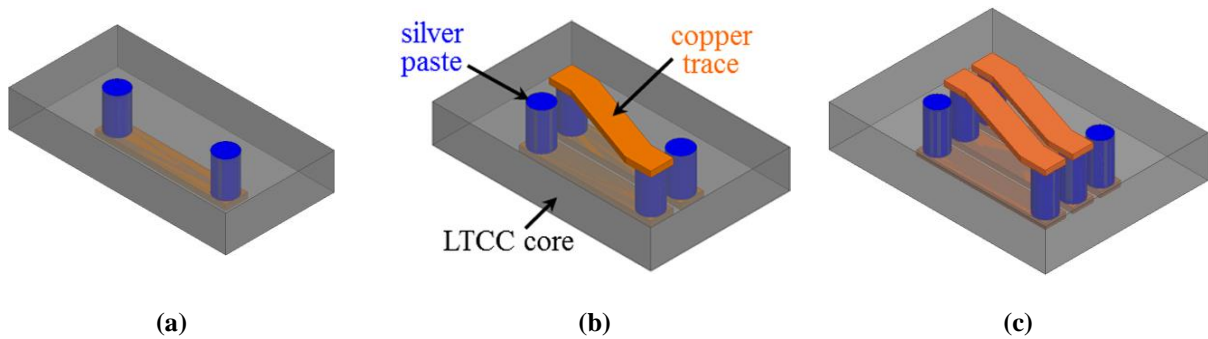 silver
paste
copper
trace
LTCC core
(a)
(b)
(c)